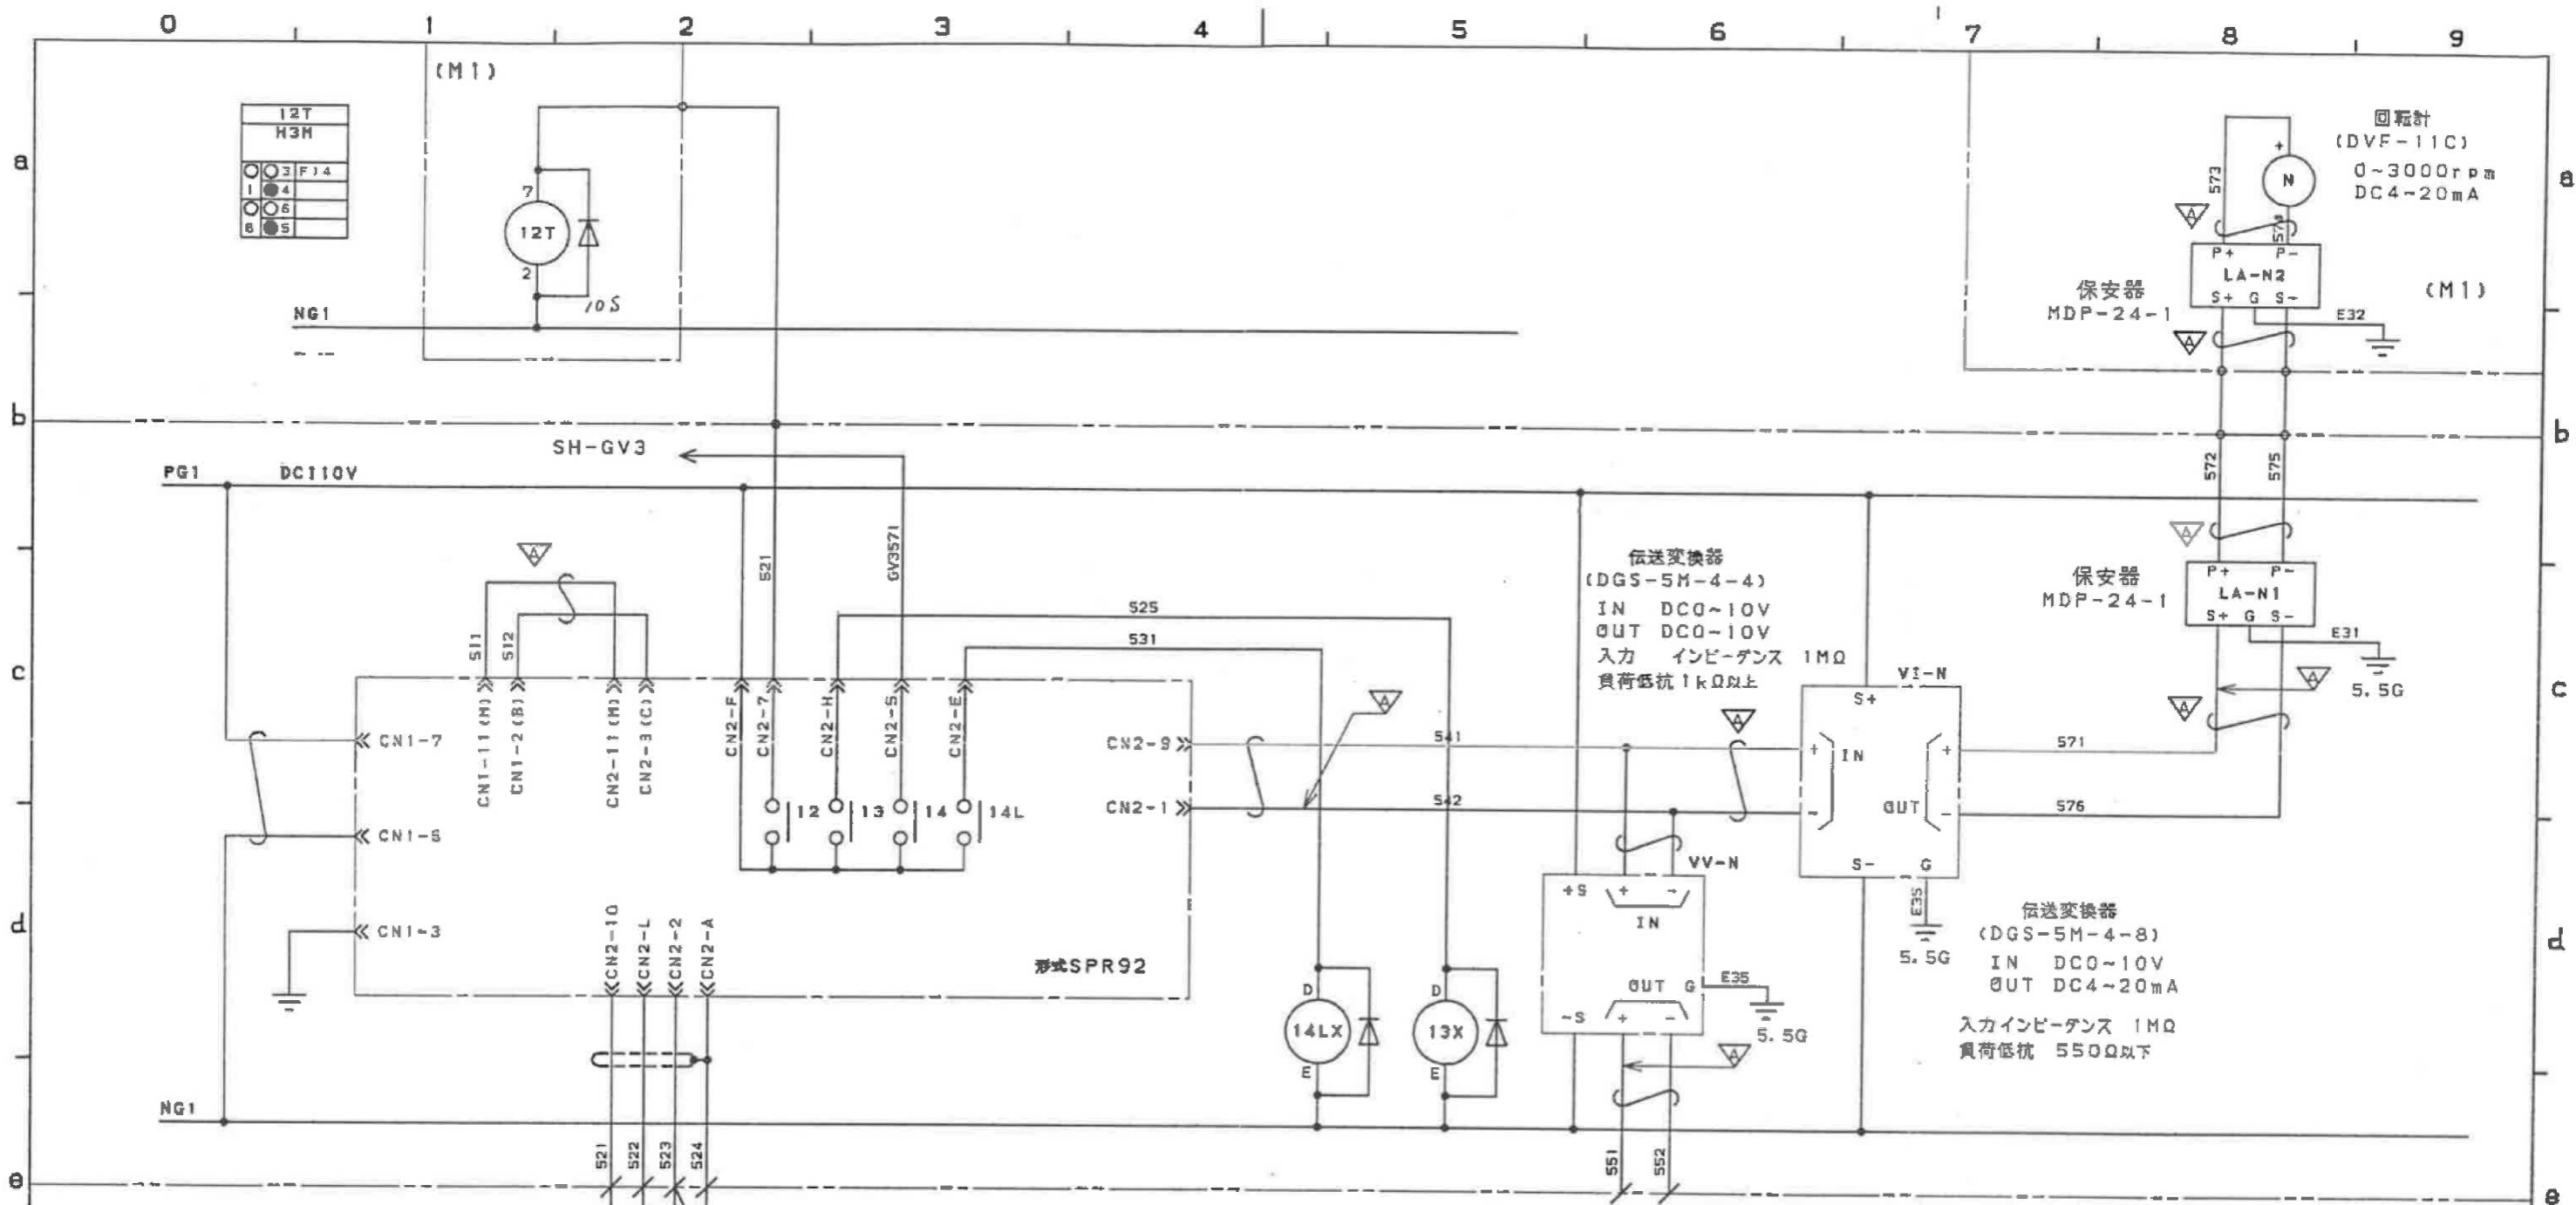 0 1 2 3 4 5 6 7 8 9
a
b
c
d
e
a
b
c
d
e
(M1)
12T
H3M
3 F14
1 4
6
8 5
7
12T
2
10S
NG1
回転計
(DVF-11C)
0~3000rpm
DC4~20mA
+
N
573
A
P+ P-
LA-N2
S+ G S-
保安器
MDP-24-1
(M1)
E32
A
SH-GV3
PG1 DC110V
572
575
A
521
GV3571
A
511
512
525
531
伝送変換器
(DGS-5M-4-4)
IN DC0~10V
OUT DC0~10V
入力 インピーダンス 1MΩ
負荷低抗 1kΩ以上
保安器
MDP-24-1
P+ P-
LA-N1
S+ G S-
E31
5.5G
A
A
VI-N
S+
+ IN
-
+
OUT -
S- G
E35
5.5G
571
576
CN1-7
CN1-11(M)
CN1-2(B)
CN2-11(M)
CN2-3(C)
CN2-F
CN2-7
CN2-H
CN2-S
CN2-E
CN2-9
CN2-1
541
542
A
A
12
13
14
14L
CN1-3
CN2-10
CN2-L
CN2-2
CN2-A
形式SPR92
VV-N
+S + -
IN
OUT G
-S + -
E35
5.5G
A
D
14LX
E
D
13X
E
伝送変換器
(DGS-5M-4-8)
IN DC0~10V
OUT DC4~20mA
入力インピーダンス 1MΩ
負荷低抗 550Ω以下
NG1
521
522
523
524
551
552